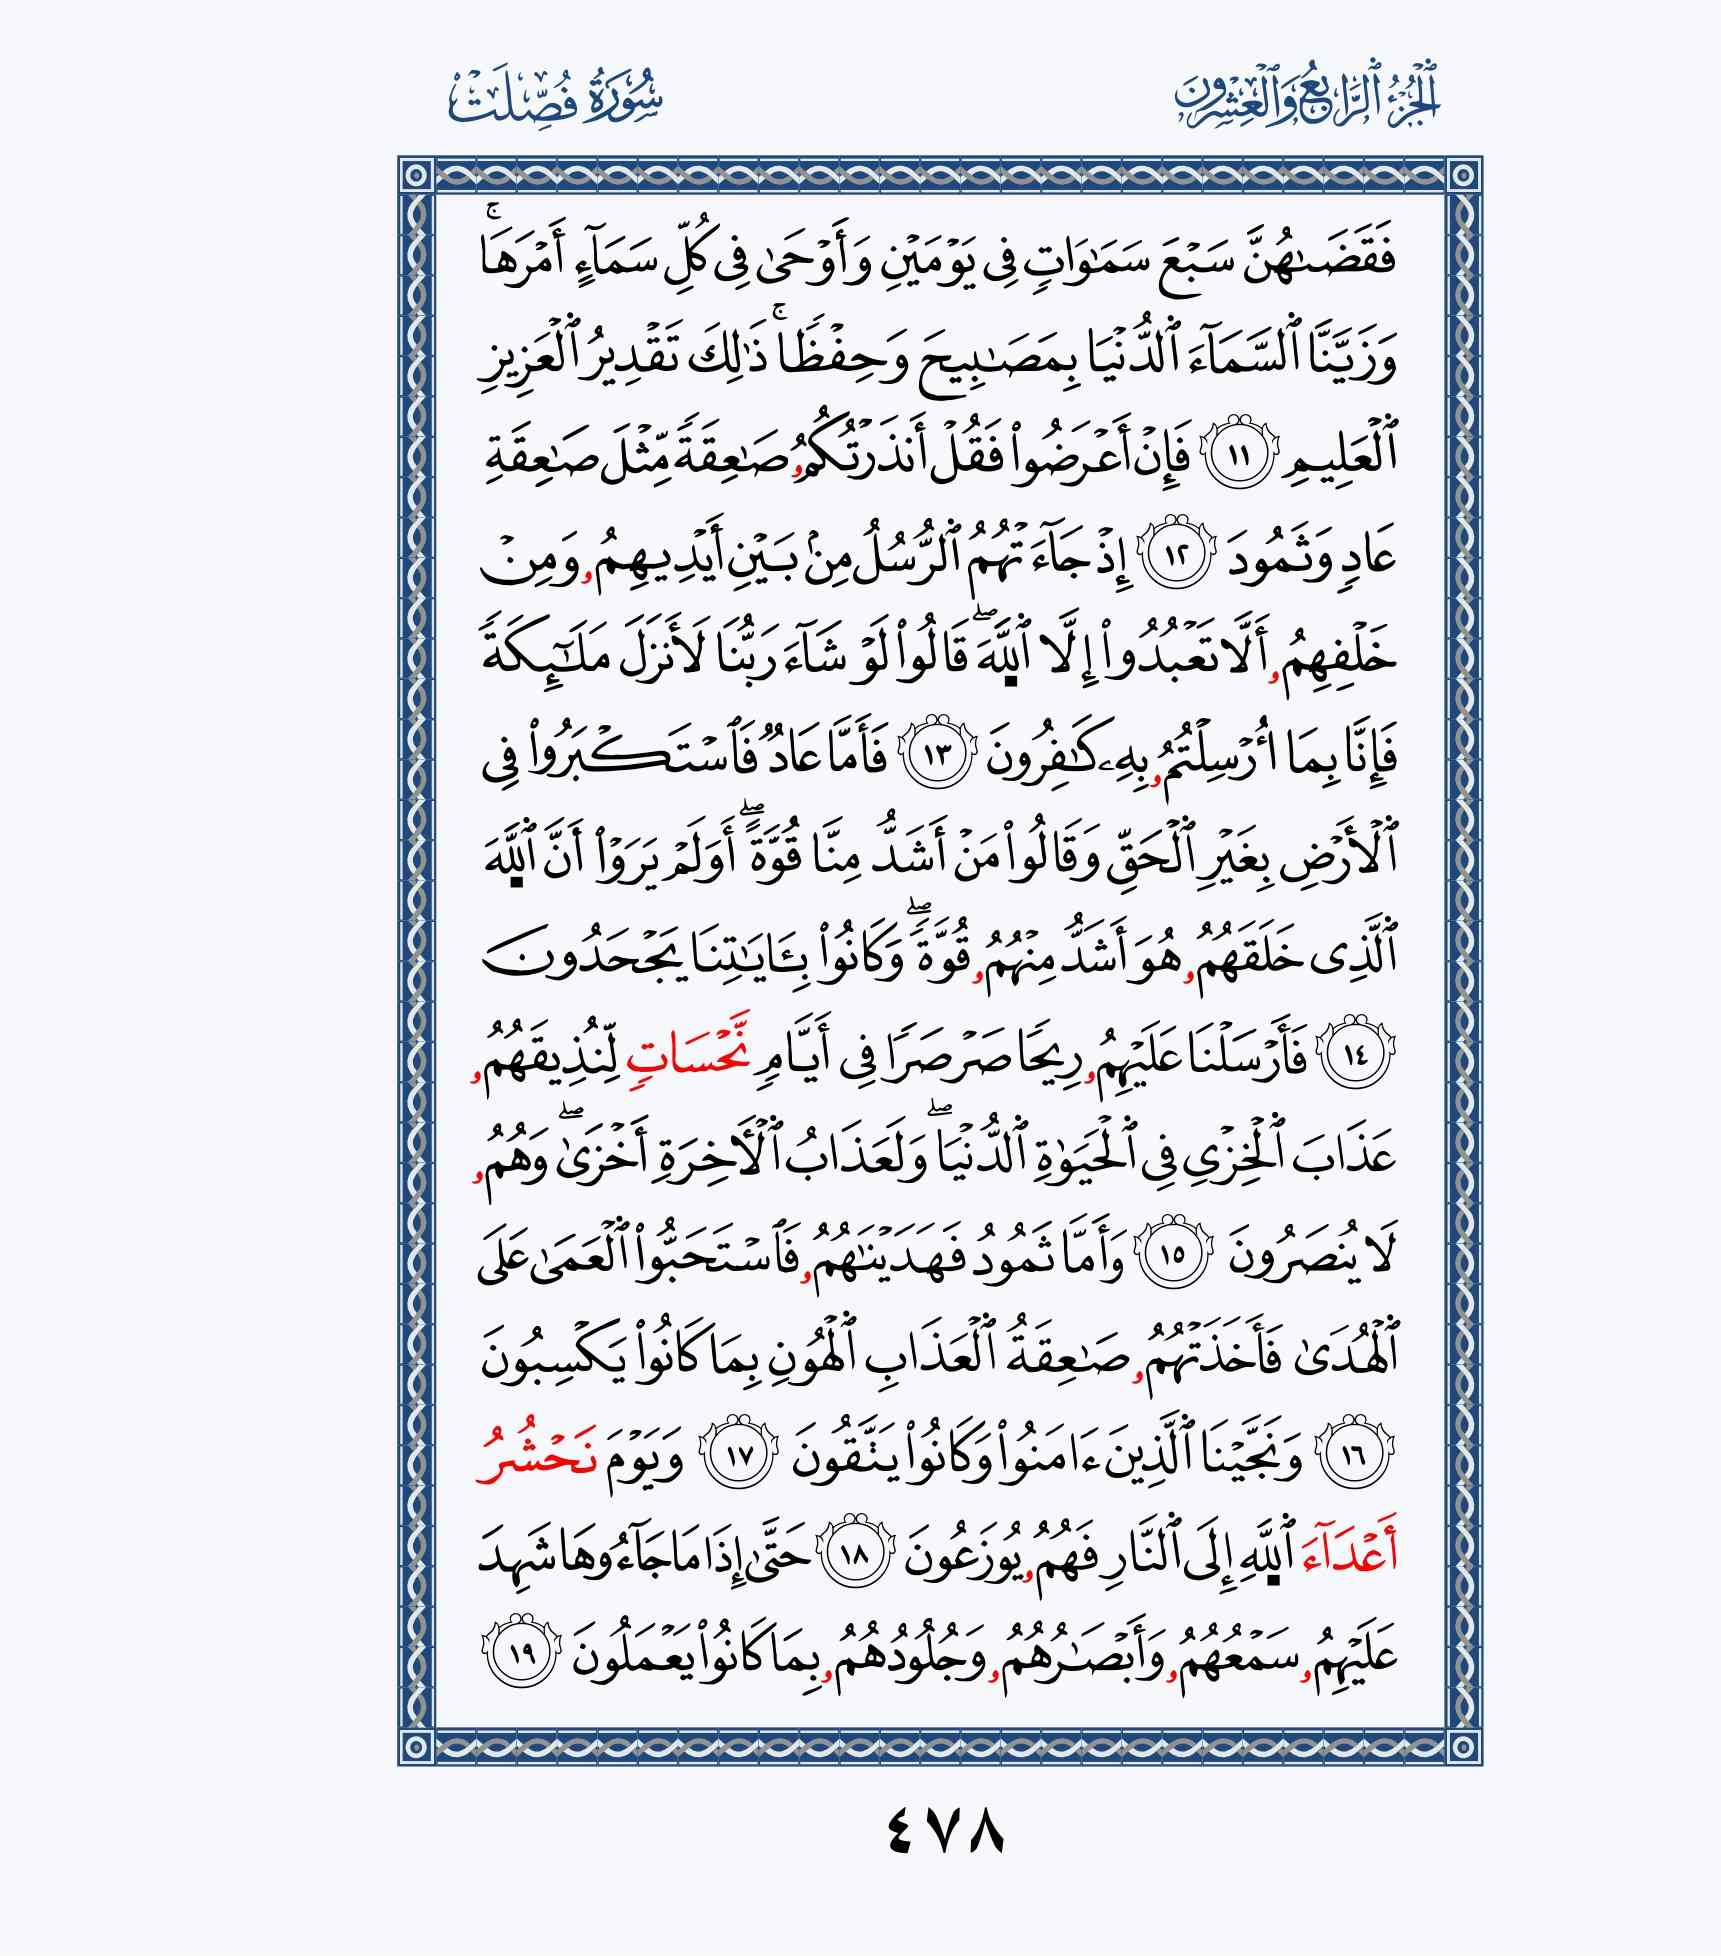 الجُزْءُ الرَّابِعُ وَالْعِشْرُونَ
سُورَةُ فُصِّلَتْ
فَقَضَىٰهُنَّ سَبْعَ سَمَٰوَاتٍ فِى يَوْمَيْنِ وَأَوْحَىٰ فِى كُلِّ سَمَآءٍ أَمْرَهَاۚ
وَزَيَّنَّا ٱلسَّمَآءَ ٱلدُّنْيَا بِمَصَٰبِيحَ وَحِفْظًاۚ ذَٰلِكَ تَقْدِيرُ ٱلْعَزِيزِ
ٱلْعَلِيمِ ١١ فَإِنْ أَعْرَضُوا۟ فَقُلْ أَنذَرْتُكُمُۥ صَٰعِقَةً مِّثْلَ صَٰعِقَةِ
عَادٍ وَثَمُودَ ١٢ إِذْ جَآءَتْهُمُ ٱلرُّسُلُ مِنۢ بَيْنِ أَيْدِيهِمُۥ وَمِنْ
خَلْفِهِمُۥ أَلَّا تَعْبُدُوا۟ إِلَّا ٱللَّهَۖ قَالُوا۟ لَوْ شَآءَ رَبُّنَا لَأَنزَلَ مَلَٰٓئِكَةً
فَإِنَّا بِمَا أُرْسِلْتُمُۥ بِهِۦ كَٰفِرُونَ ١٣ فَأَمَّا عَادٌ فَٱسْتَكْبَرُوا۟ فِى
ٱلْأَرْضِ بِغَيْرِ ٱلْحَقِّ وَقَالُوا۟ مَنْ أَشَدُّ مِنَّا قُوَّةًۖ أَوَلَمْ يَرَوْا۟ أَنَّ ٱللَّهَ
ٱلَّذِى خَلَقَهُمُۥ هُوَ أَشَدُّ مِنْهُمُۥ قُوَّةًۖ وَكَانُوا۟ بِـَٔايَٰتِنَا يَجْحَدُونَ
١٤ فَأَرْسَلْنَا عَلَيْهِمُۥ رِيحًا صَرْصَرًا فِى أَيَّامٍ نَّحْسَاتٍ لِّنُذِيقَهُمُۥ
عَذَابَ ٱلْخِزْىِ فِى ٱلْحَيَوٰةِ ٱلدُّنْيَاۖ وَلَعَذَابُ ٱلْأَخِرَةِ أَخْزَىٰۖ وَهُمُۥ
لَا يُنصَرُونَ ١٥ وَأَمَّا ثَمُودُ فَهَدَيْنَٰهُمُۥ فَٱسْتَحَبُّوا۟ ٱلْعَمَىٰ عَلَى
ٱلْهُدَىٰ فَأَخَذَتْهُمُۥ صَٰعِقَةُ ٱلْعَذَابِ ٱلْهُونِ بِمَا كَانُوا۟ يَكْسِبُونَ
١٦ وَنَجَّيْنَا ٱلَّذِينَ ءَامَنُوا۟ وَكَانُوا۟ يَتَّقُونَ ١٧ وَيَوْمَ نَحْشُرُ
أَعْدَآءَ ٱللَّهِ إِلَى ٱلنَّارِ فَهُمُۥ يُوزَعُونَ ١٨ حَتَّىٰ إِذَا مَا جَآءُوهَا شَهِدَ
عَلَيْهِمُۥ سَمْعُهُمُۥ وَأَبْصَٰرُهُمُۥ وَجُلُودُهُمُۥ بِمَا كَانُوا۟ يَعْمَلُونَ ١٩
٤٧٨